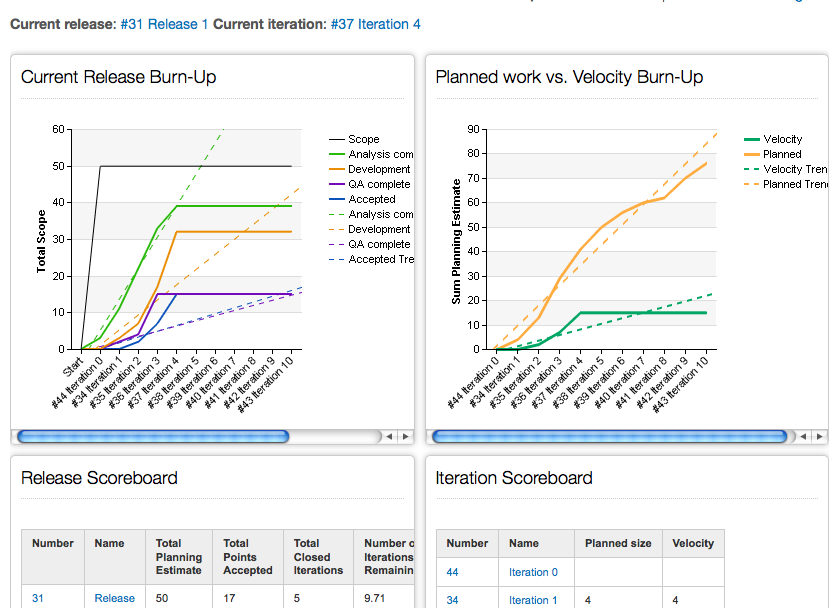 Current release: #31 Release 1 Current iteration: #37 Iteration 4
Current Release Burn-Up
60
50
40
30
20
10
0
Total Scope
Start
#44 Iteration 0
#34 Iteration 1
#35 Iteration 2
#36 Iteration 3
#37 Iteration 4
#38 Iteration 5
#39 Iteration 6
#40 Iteration 7
#41 Iteration 8
#42 Iteration 9
#43 Iteration 10
Scope
Analysis com
Development
QA complete
Accepted
Analysis com
Development
QA complete
Accepted Tre
Planned work vs. Velocity Burn-Up
90
80
70
60
50
40
30
20
10
0
Sum Planning Estimate
#44 Iteration 0
#34 Iteration 1
#35 Iteration 2
#36 Iteration 3
#37 Iteration 4
#38 Iteration 5
#39 Iteration 6
#40 Iteration 7
#41 Iteration 8
#42 Iteration 9
#43 Iteration 10
Velocity
Planned
Velocity Tren
Planned Tren
Release Scoreboard
Number Name Total Planning Estimate Total Points Accepted Total Closed Iterations Number o Iterations Remainin
31 Release 50 17 5 9.71
Iteration Scoreboard
Number Name Planned size Velocity
44 Iteration 0
34 Iteration 1 4 4